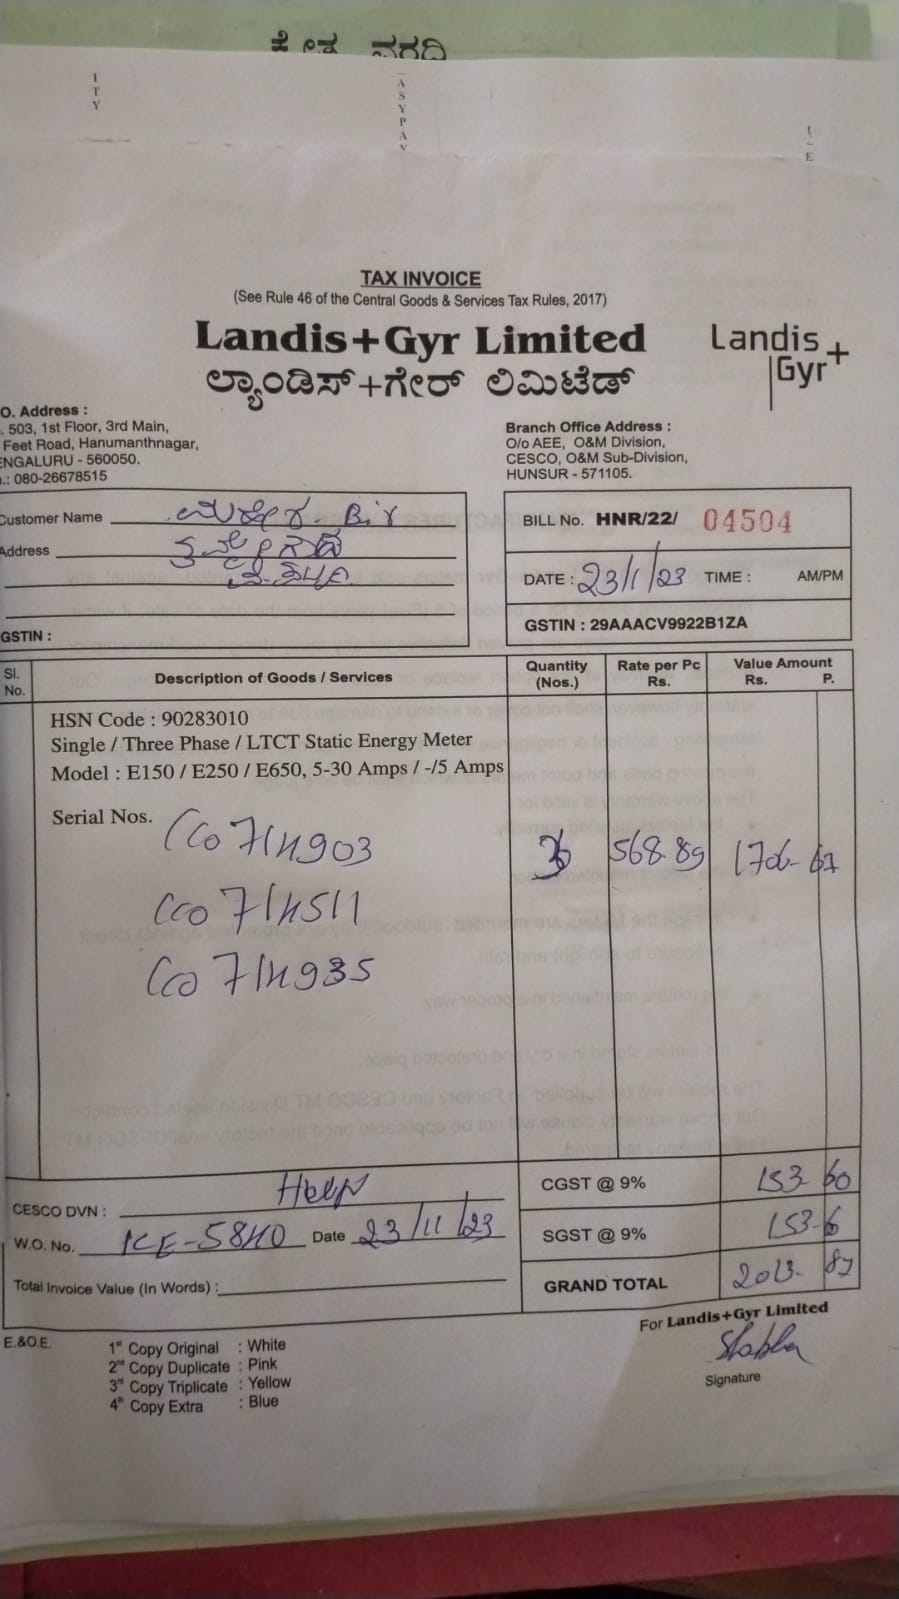 I
T
Y
A
S
Y
P
A
V
TAX INVOICE
(See Rule 46 of the Central Goods & Services Tax Rules, 2017)
Landis+Gyr Limited
ಲ್ಯಾಂಡಿಸ್+ಗೇರ್ ಲಿಮಿಟೆಡ್
Landis
Gyr+
O. Address :
503, 1st Floor, 3rd Main,
Feet Road, Hanumanthnagar,
ENGALURU - 560050.
.: 080-26678515
Branch Office Address :
O/o AEE, O&M Division,
CESCO, O&M Sub-Division,
HUNSUR - 571105.
Customer Name
Address
GSTIN :
BILL No. HNR/22/ 04504
DATE : 23/1/23 TIME : AM/PM
GSTIN : 29AAACV9922B1ZA
Sl. No. Description of Goods / Services Quantity (Nos.) Rate per Pc Rs. Value Amount Rs. P.
HSN Code : 90283010
Single / Three Phase / LTCT Static Energy Meter
Model : E150 / E250 / E650, 5-30 Amps / -/5 Amps
Serial Nos. CC0714903 3 568.89 1706-67
CC0714511
CC0714935
CGST @ 9% 153-60
CESCO DVN :
SGST @ 9% 153-6
W.O. No. KE-5840 Date 23/11/23
GRAND TOTAL 2013-87
Total Invoice Value (In Words) :
For Landis+Gyr Limited
Signature
E.&O.E.
1st Copy Original : White
2nd Copy Duplicate : Pink
3rd Copy Triplicate : Yellow
4th Copy Extra : Blue